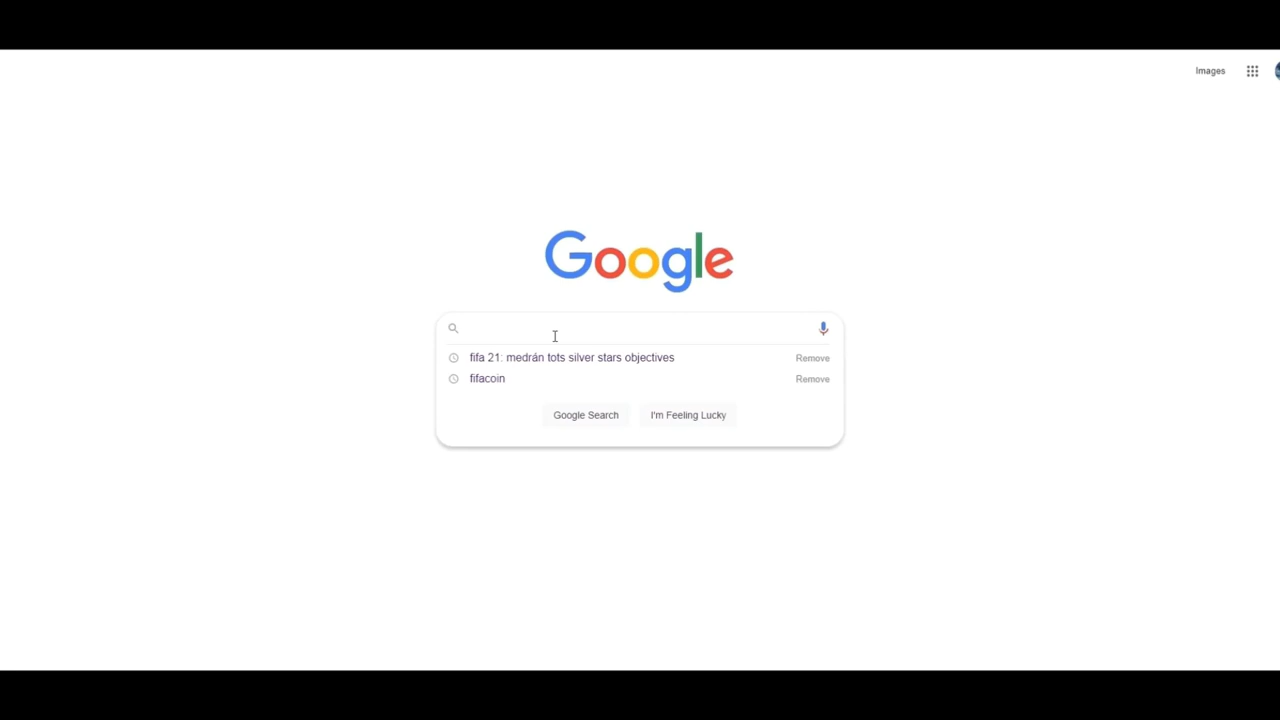 Images
Google
fifa 21: medrán tots silver stars objectives
Remove
fifacoin
Remove
Google Search
I'm Feeling Lucky